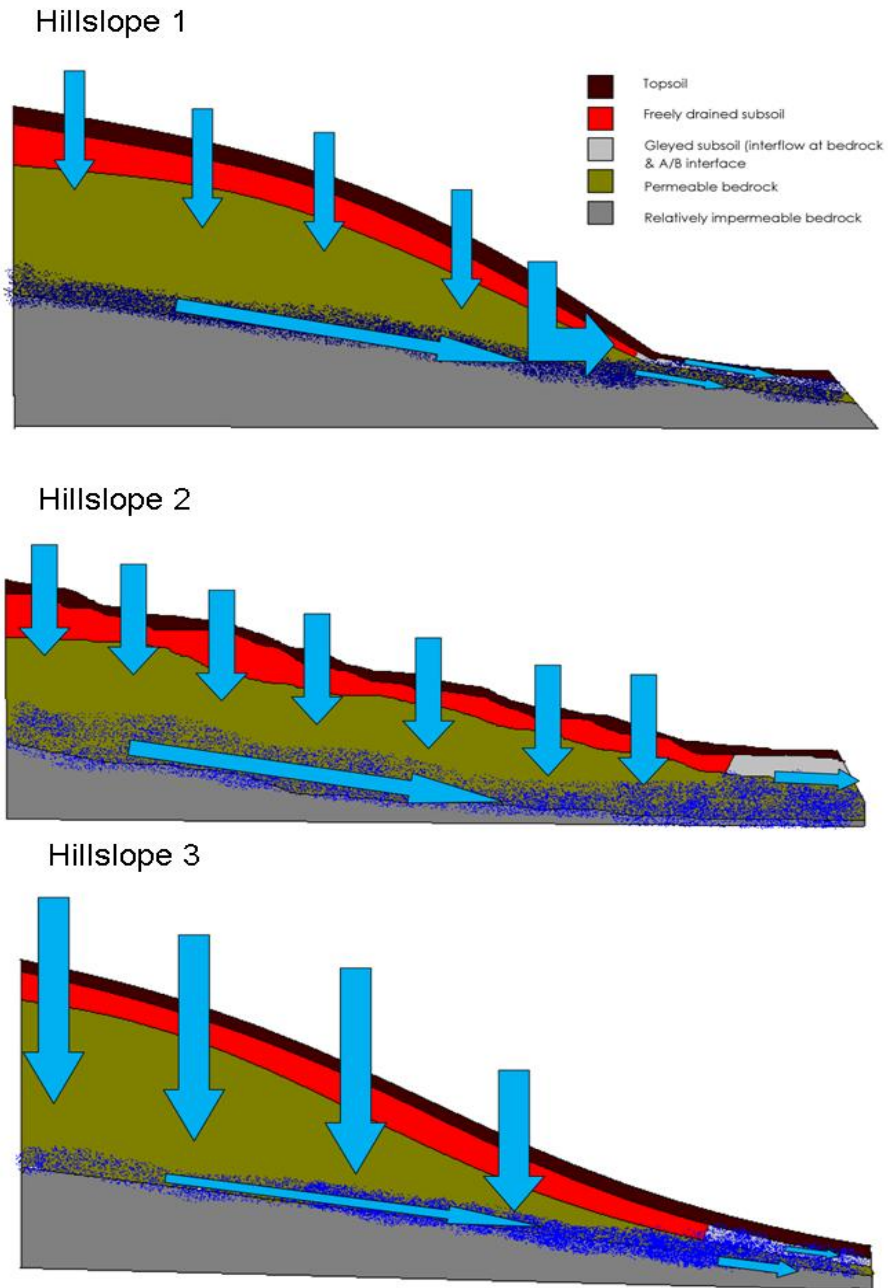 Hillslope 1
Topsoil
Freely drained subsoil
Gleyed subsoil (interflow at bedrock
& A/B interface
Permeable bedrock
Relatively impermeable bedrock
Hillslope 2
Hillslope 3